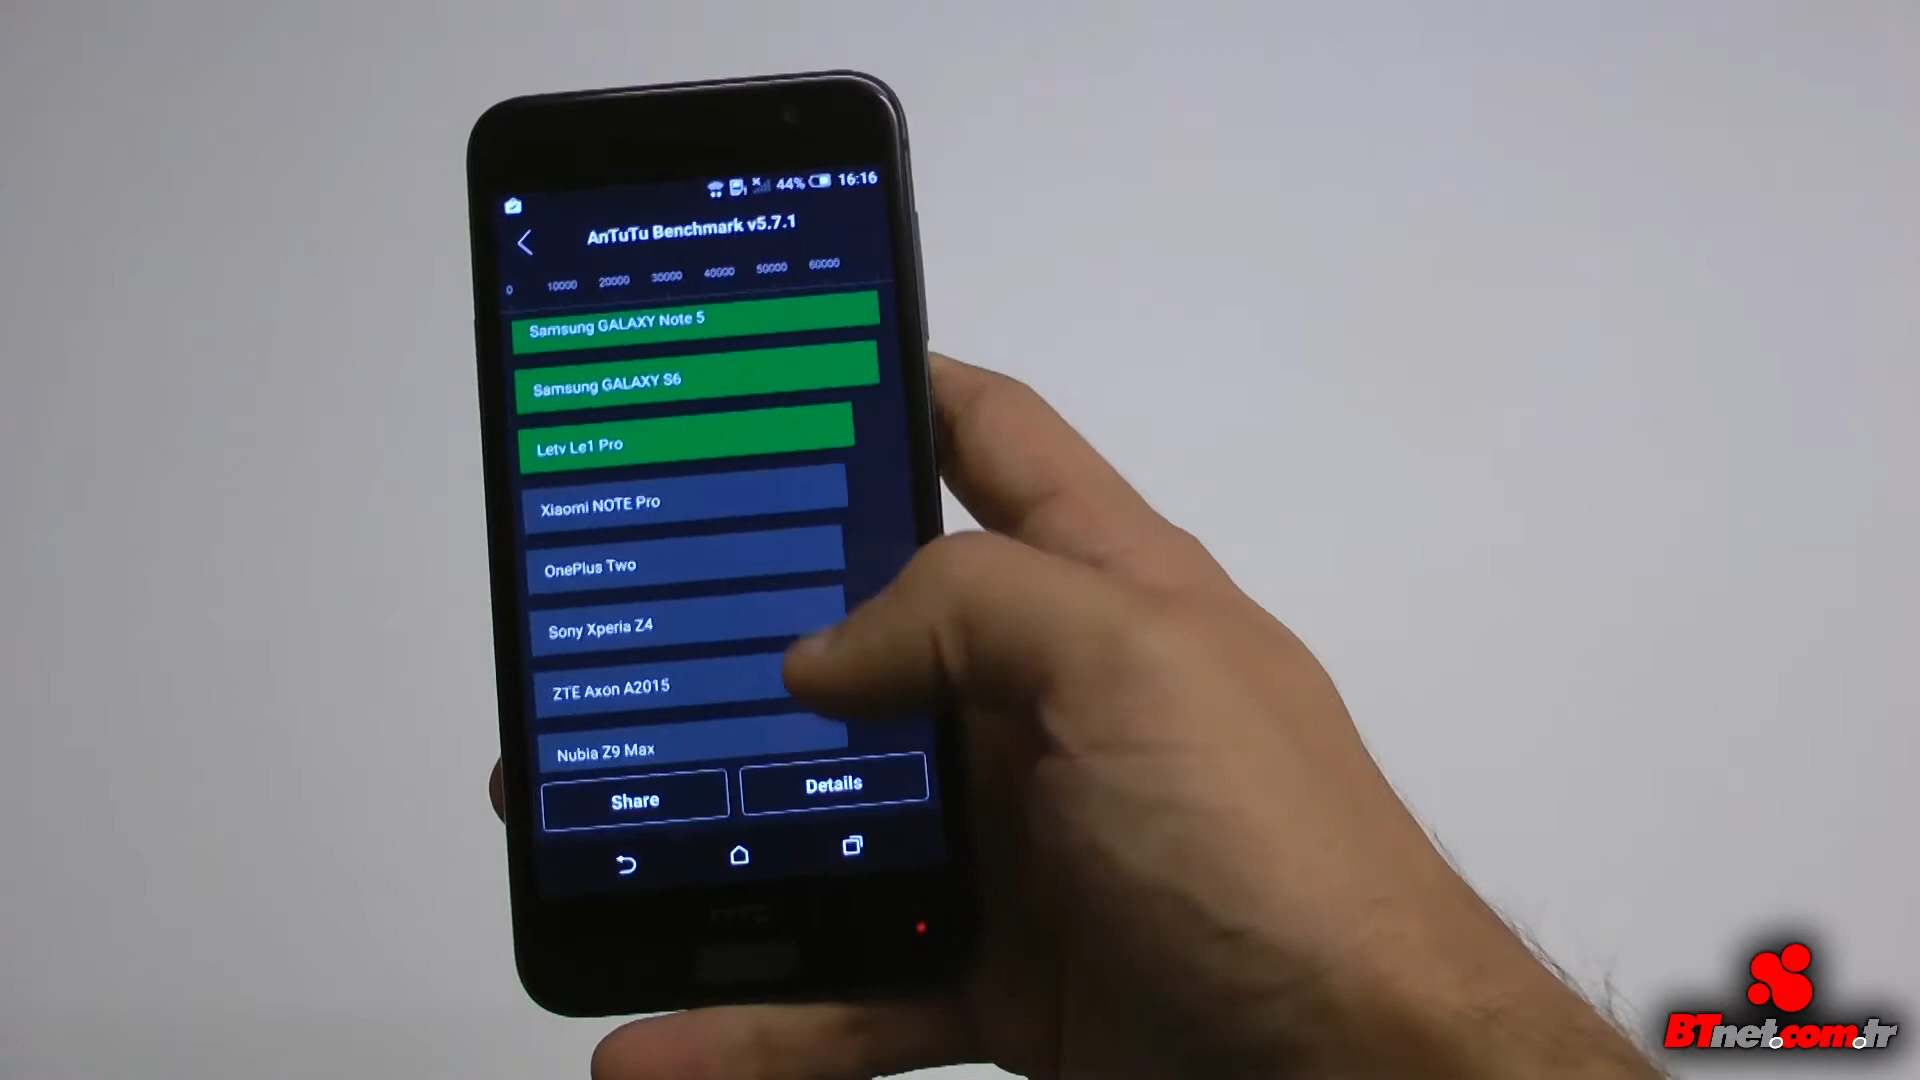 44% 16:16
AnTuTu Benchmark v5.7.1
0 10000 20000 30000 40000 50000 60000
Samsung GALAXY Note 5
Samsung GALAXY S6
Letv Le1 Pro
Xiaomi NOTE Pro
OnePlus Two
Sony Xperia Z4
ZTE Axon A2015
Nubia Z9 Max
Share
Details
hTC
BTnet.com.tr